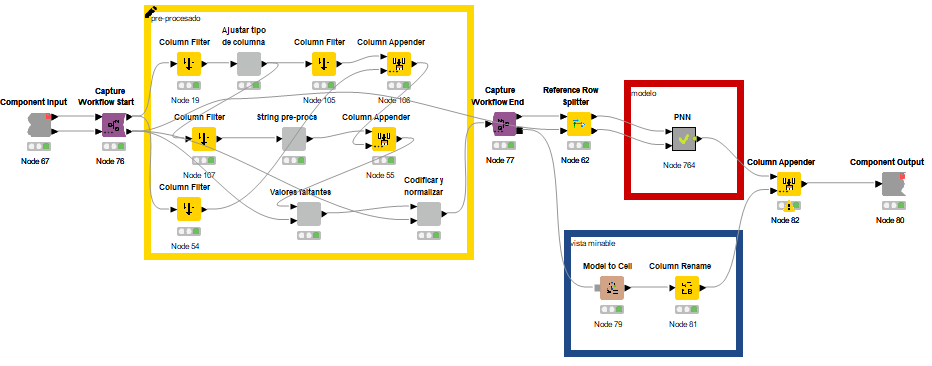 pre-procesado
Ajustar tipo
de columna
Column Filter
Column Filter
Column Appender
Node 19
Node 105
Node 106
Component Input
Node 67
Capture
Workflow Start
Node 76
Column Filter
String pre-procs
Column Appender
Node 107
Node 55
Column Filter
Node 54
Valores faltantes
Codificar y
normalizar
Capture
Workflow End
Node 77
Reference Row
Splitter
Node 62
modelo
PNN
Node 764
Column Appender
Node 82
Component Output
Node 80
vista minable
Model to Cell
Column Rename
Node 79
Node 81